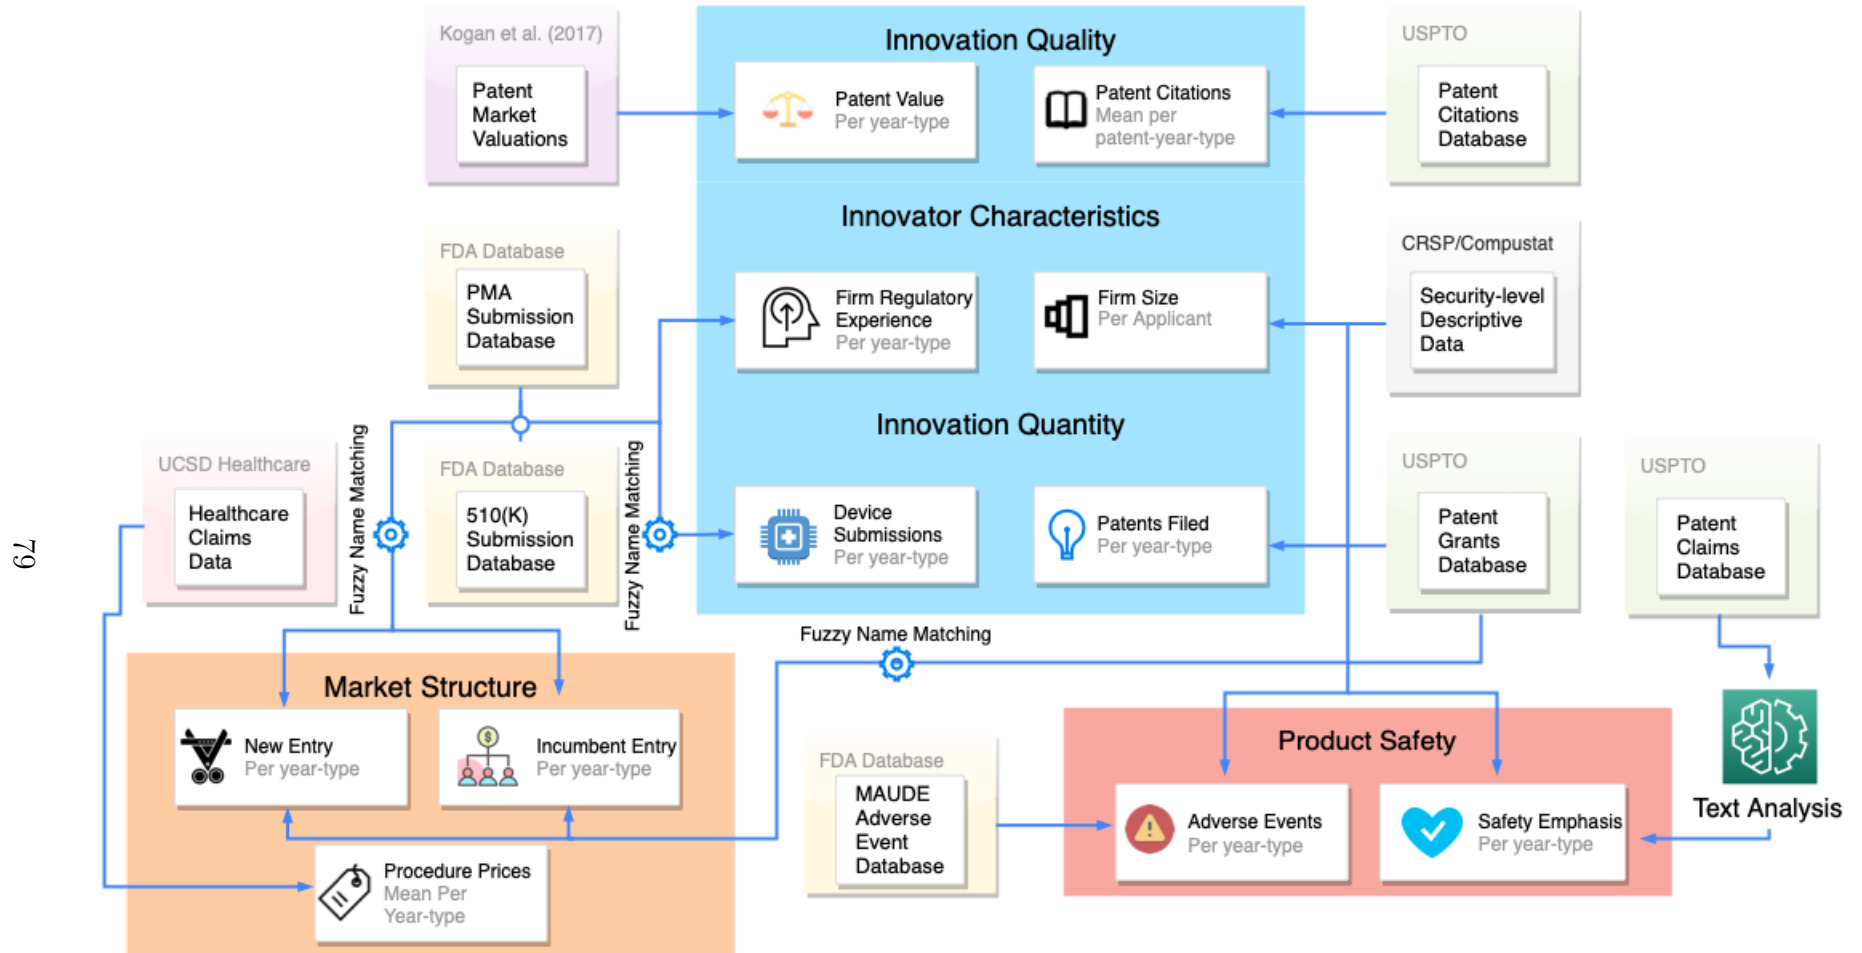 Kogan et al. (2017)
Patent
Market
Valuations
Innovation Quality
Patent Value
Per year-type
Patent Citations
Mean per
patent-year-type
USPTO
Patent
Citations
Database
Innovator Characteristics
FDA Database
PMA
Submission
Database
Firm Regulatory
Experience
Per year-type
Firm Size
Per Applicant
CRSP/Compustat
Security-level
Descriptive
Data
Innovation Quantity
UCSD Healthcare
Healthcare
Claims
Data
Fuzzy Name Matching
FDA Database
510(K)
Submission
Database
Fuzzy Name Matching
Device
Submissions
Per year-type
Patents Filed
Per year-type
USPTO
Patent
Grants
Database
USPTO
Patent
Claims
Database
79
Fuzzy Name Matching
Market Structure
New Entry
Per year-type
Incumbent Entry
Per year-type
Procedure Prices
Mean Per
Year-type
FDA Database
MAUDE
Adverse
Event
Database
Product Safety
Adverse Events
Per year-type
Safety Emphasis
Per year-type
Text Analysis